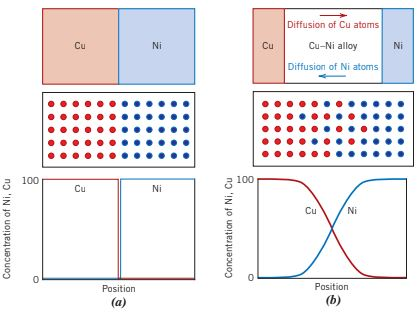 Cu
Ni
100
Cu
Ni
Concentration of Ni, Cu
0
Position
(a)
Diffusion of Cu atoms
Cu
Cu–Ni alloy
Ni
Diffusion of Ni atoms
100
Cu
Ni
Concentration of Ni, Cu
0
Position
(b)